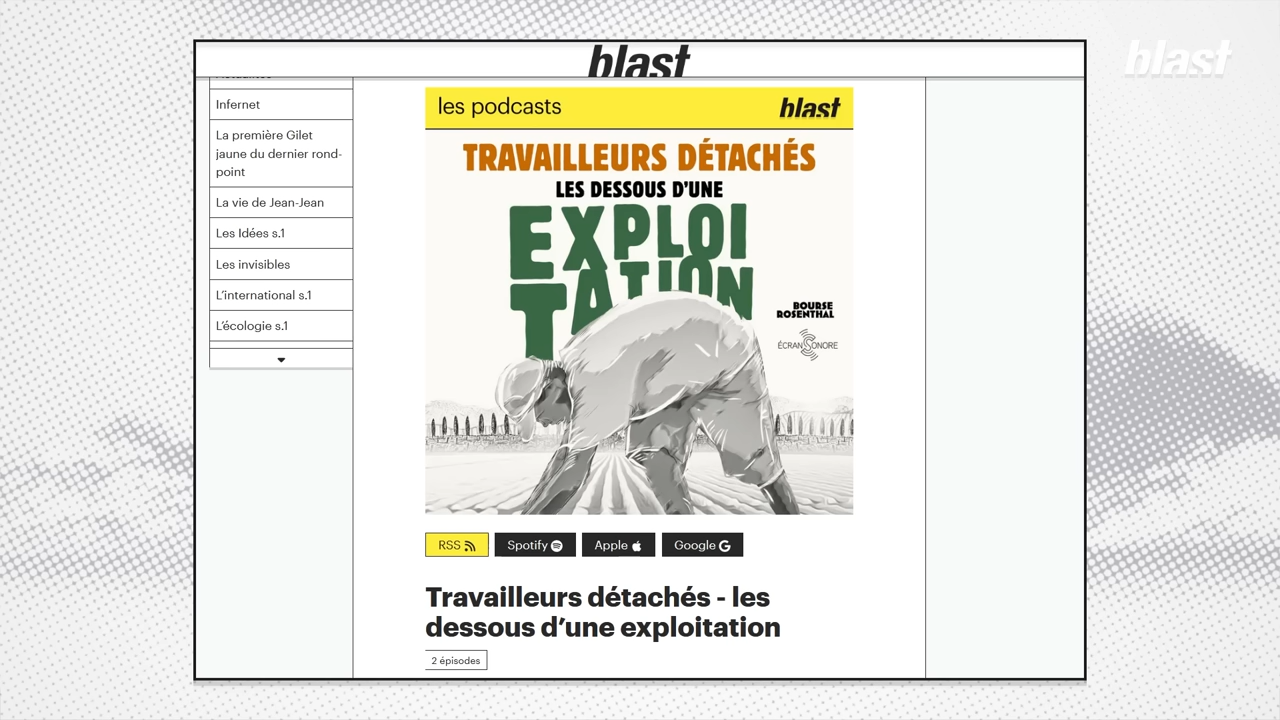 blast
blast
Actualités
Infernet
La première Gilet
jaune du dernier rond-
point
La vie de Jean-Jean
Les Idées s.1
Les invisibles
L'international s.1
L'écologie s.1
les podcasts
blast
TRAVAILLEURS DÉTACHÉS
LES DESSOUS D'UNE
EXPLOI
TATION
BOURSE
ROSENTHAL
ÉCRAN SONORE
RSS
Spotify
Apple
Google
Travailleurs détachés - les
dessous d'une exploitation
2 épisodes